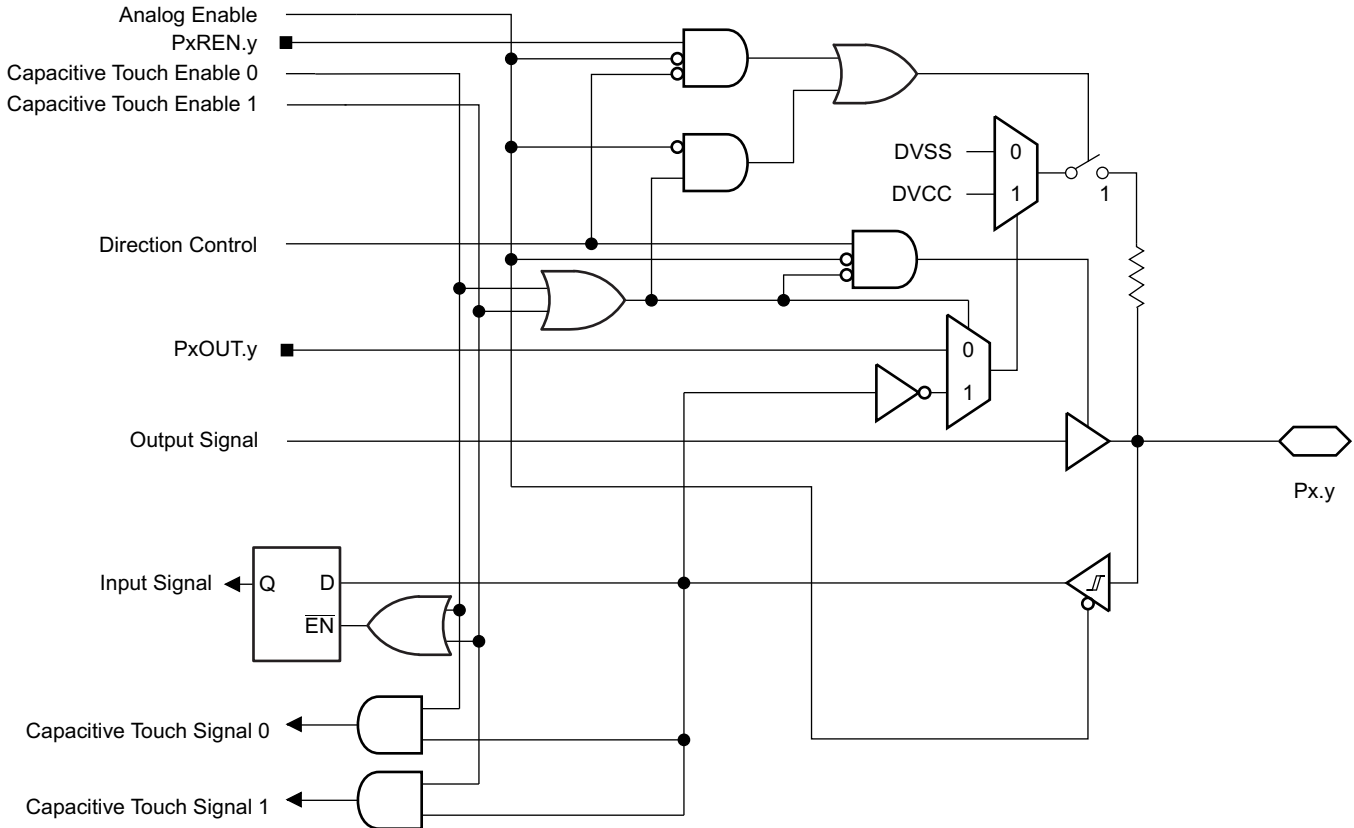 Analog Enable
PxREN.y
Capacitive Touch Enable 0
Capacitive Touch Enable 1
DVSS
0
DVCC
1
1
Direction Control
PxOUT.y
0
1
Output Signal
Px.y
Input Signal
Q
D
EN
Capacitive Touch Signal 0
Capacitive Touch Signal 1